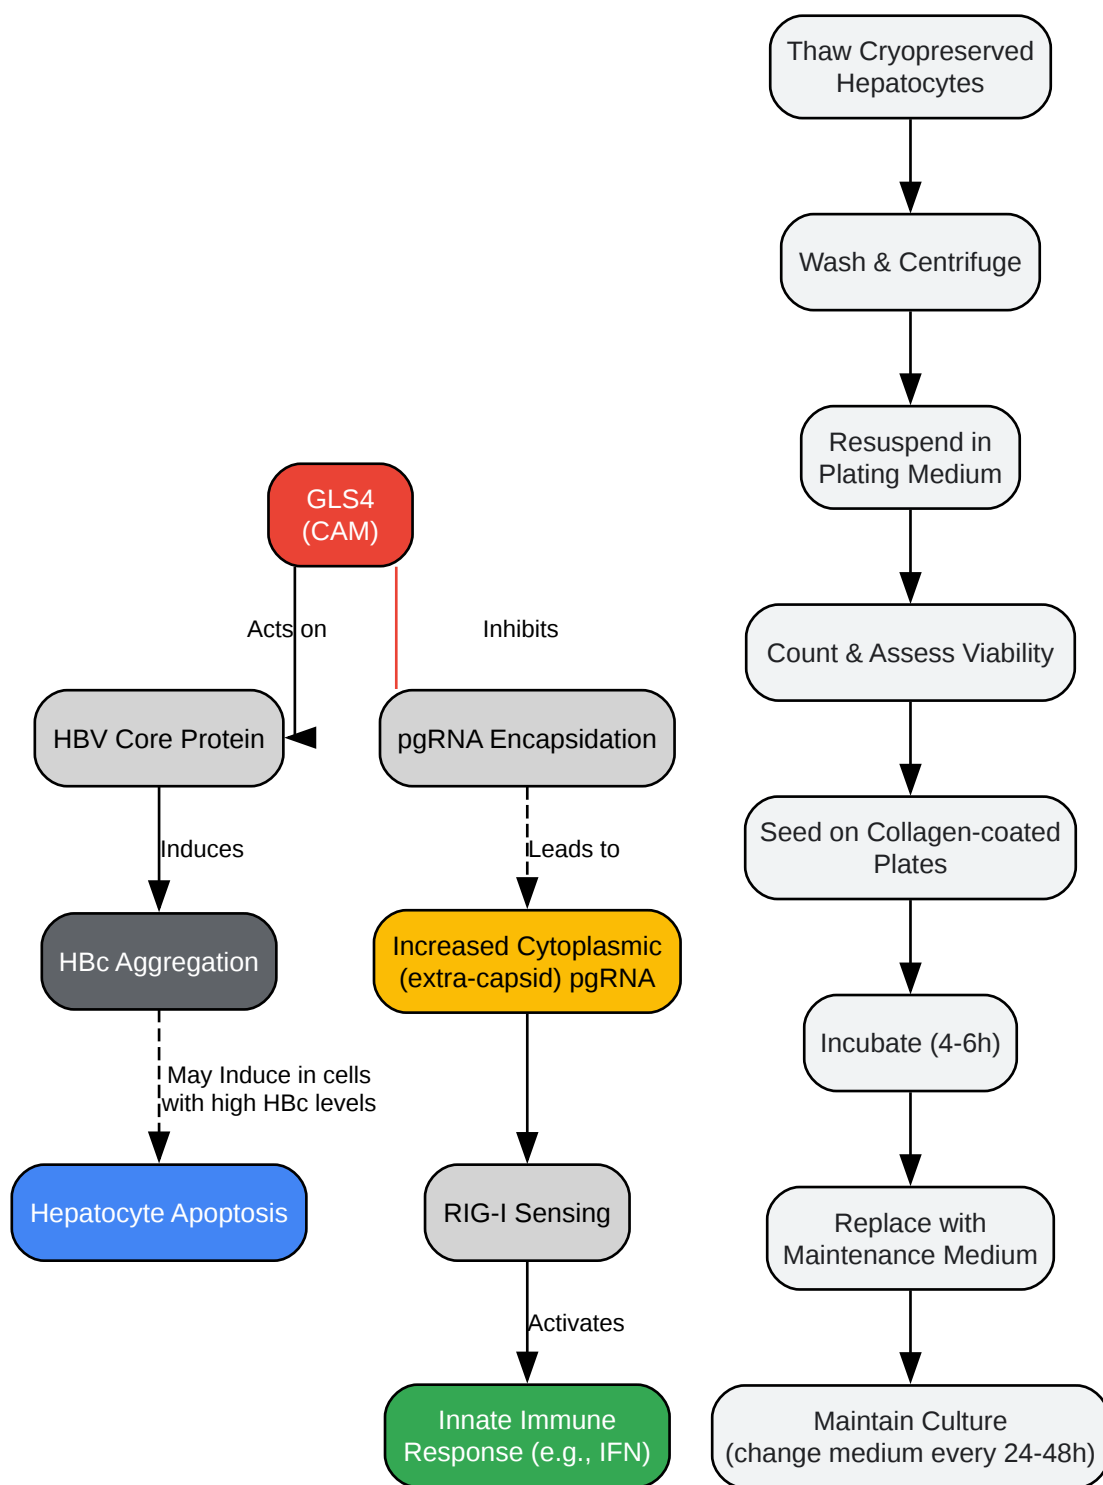 GLS4
(CAM)
Acts on
Inhibits
HBV Core Protein
pgRNA Encapsidation
Induces
Leads to
HBc Aggregation
Increased Cytoplasmic
(extra-capsid) pgRNA
May Induce in cells
with high HBc levels
Hepatocyte Apoptosis
RIG-I Sensing
Activates
Innate Immune
Response (e.g., IFN)
Thaw Cryopreserved
Hepatocytes
Wash & Centrifuge
Resuspend in
Plating Medium
Count & Assess Viability
Seed on Collagen-coated
Plates
Incubate (4-6h)
Replace with
Maintenance Medium
Maintain Culture
(change medium every 24-48h)